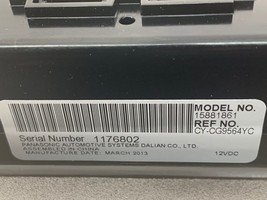 MODEL NO.
15881861
REF NO.
CY-CG9564YC
Serial Number 1176802
PANASONIC AUTOMOTIVE SYSTEMS DALIAN CO., LTD.
ASSEMBLED IN CHINA
MANUFACTURE DATE: MARCH 2013
12VDC